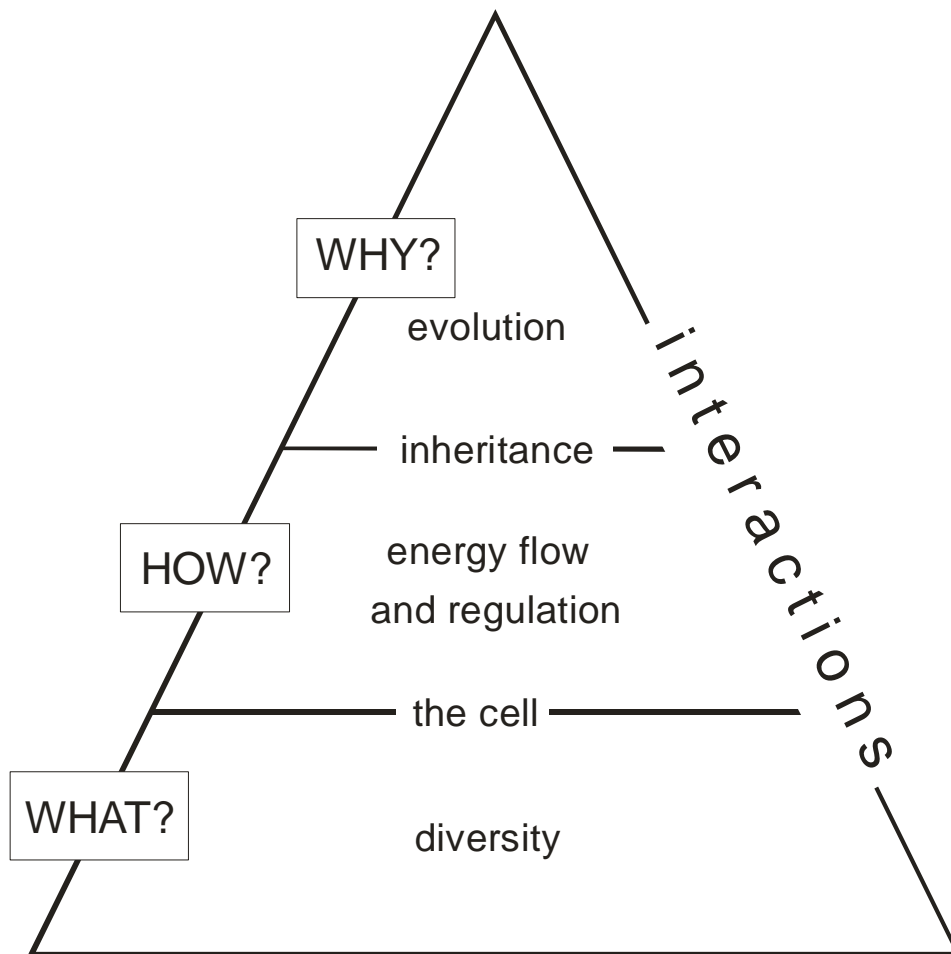 WHY?
evolution
interactions
inheritance
HOW?
energy flow
and regulation
the cell
WHAT?
diversity